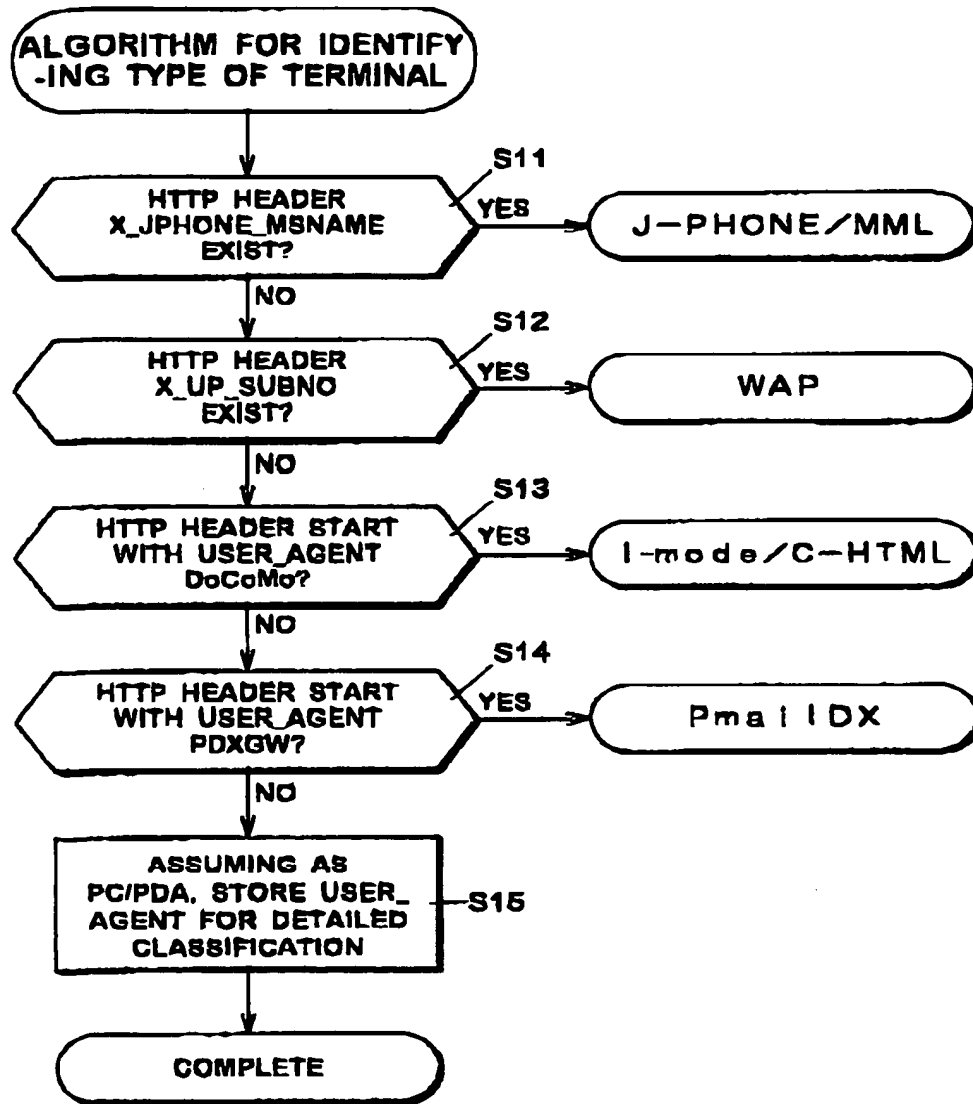 ALGORITHM FOR IDENTIFY
-ING TYPE OF TERMINAL
S11
HTTP HEADER
X_JPHONE_MSNAME
EXIST?
YES
J-PHONE/MML
NO
S12
HTTP HEADER
X_UP_SUBNO
EXIST?
YES
WAP
NO
S13
HTTP HEADER START
WITH USER_AGENT
DoCoMo?
YES
I-mode/C-HTML
NO
S14
HTTP HEADER START
WITH USER_AGENT
PDXGW?
YES
PmailDX
NO
ASSUMING AS
PC/PDA, STORE USER_
AGENT FOR DETAILED
CLASSIFICATION
S15
COMPLETE